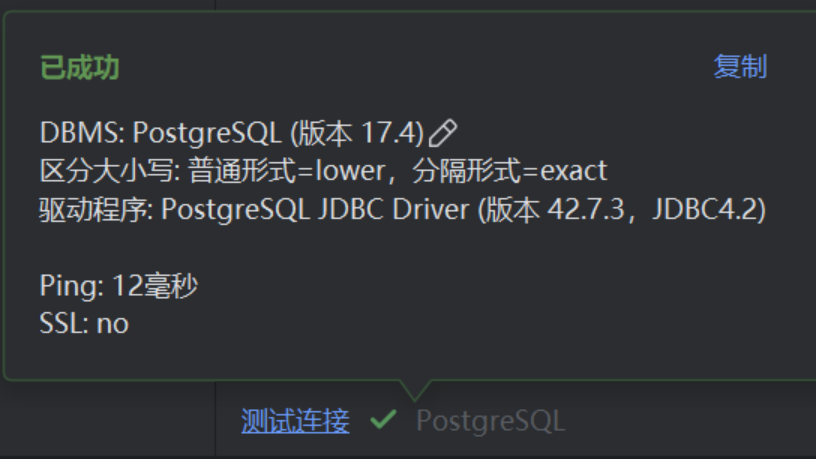 已成功
复制
DBMS: PostgreSQL (版本 17.4)
区分大小写: 普通形式=lower，分隔形式=exact
驱动程序: PostgreSQL JDBC Driver (版本 42.7.3，JDBC4.2)
Ping: 12毫秒
SSL: no
测试连接 PostgreSQL